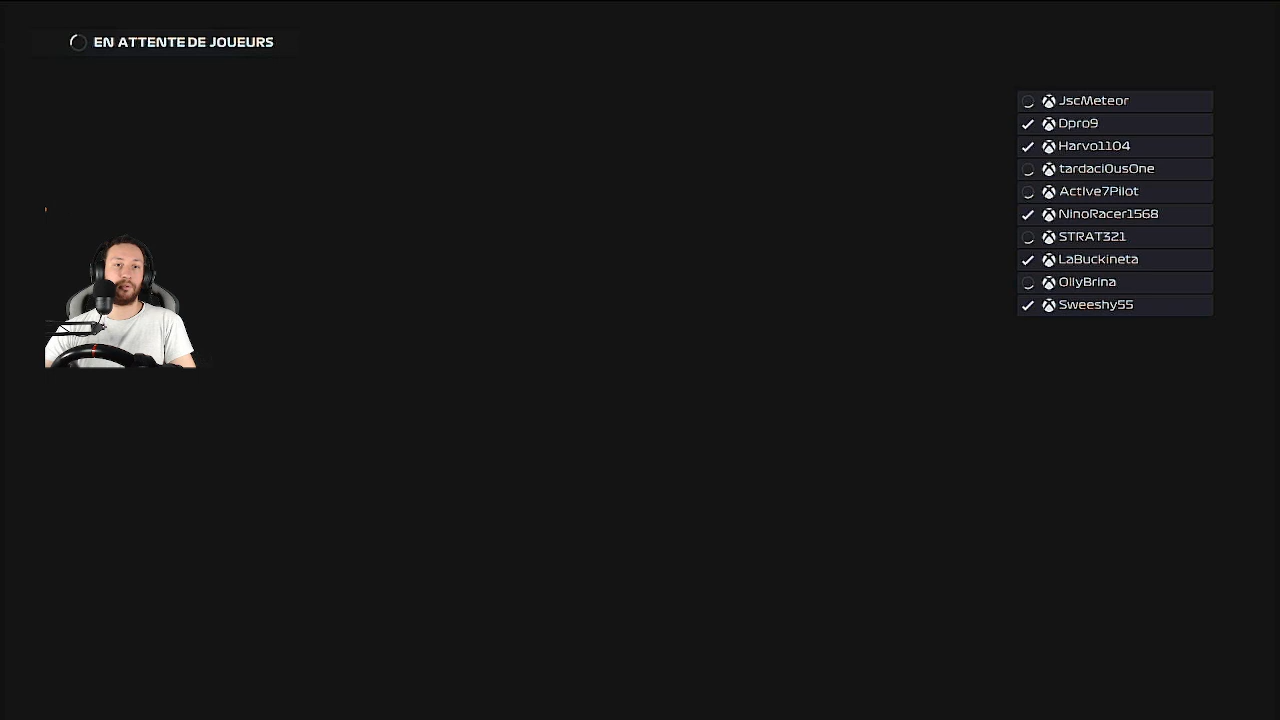 EN ATTENTE DE JOUEURS
JscMeteor
Dpro9
Harvo1104
tardaci0usOne
Active7Pilot
NinoRacer1568
STRAT321
LaBuckineta
OllyBrina
Sweeshy55